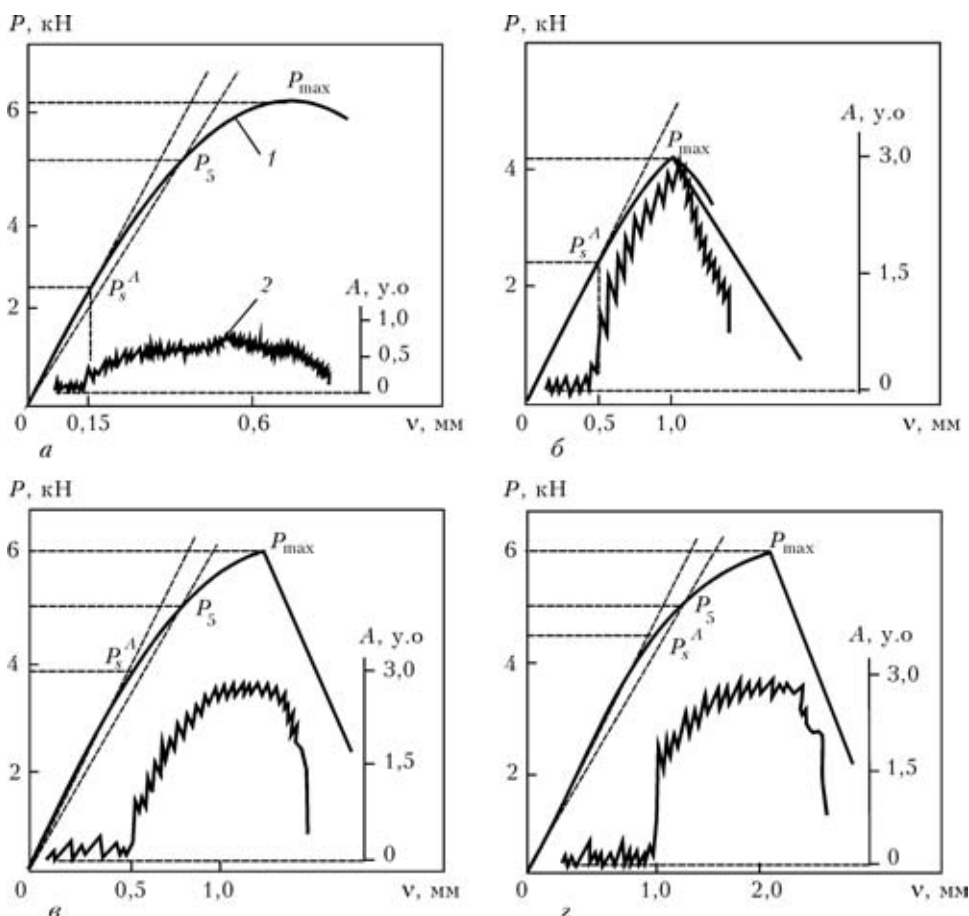 P, кН
6
4
2
0
0,15
0,6
ν, мм
P_max
P_5
1
P_s^A
2
A, у.о
1,0
0,5
0
а
P, кН
4
2
0
0,5
1,0
ν, мм
P_max
P_s^A
A, у.о
3,0
1,5
0
б
P, кН
6
4
2
0
0,5
1,0
ν, мм
P_max
P_5
P_s^A
A, у.о
3,0
1,5
0
в
P, кН
6
4
2
0
1,0
2,0
ν, мм
P_max
P_5
P_s^A
A, у.о
3,0
1,5
0
г